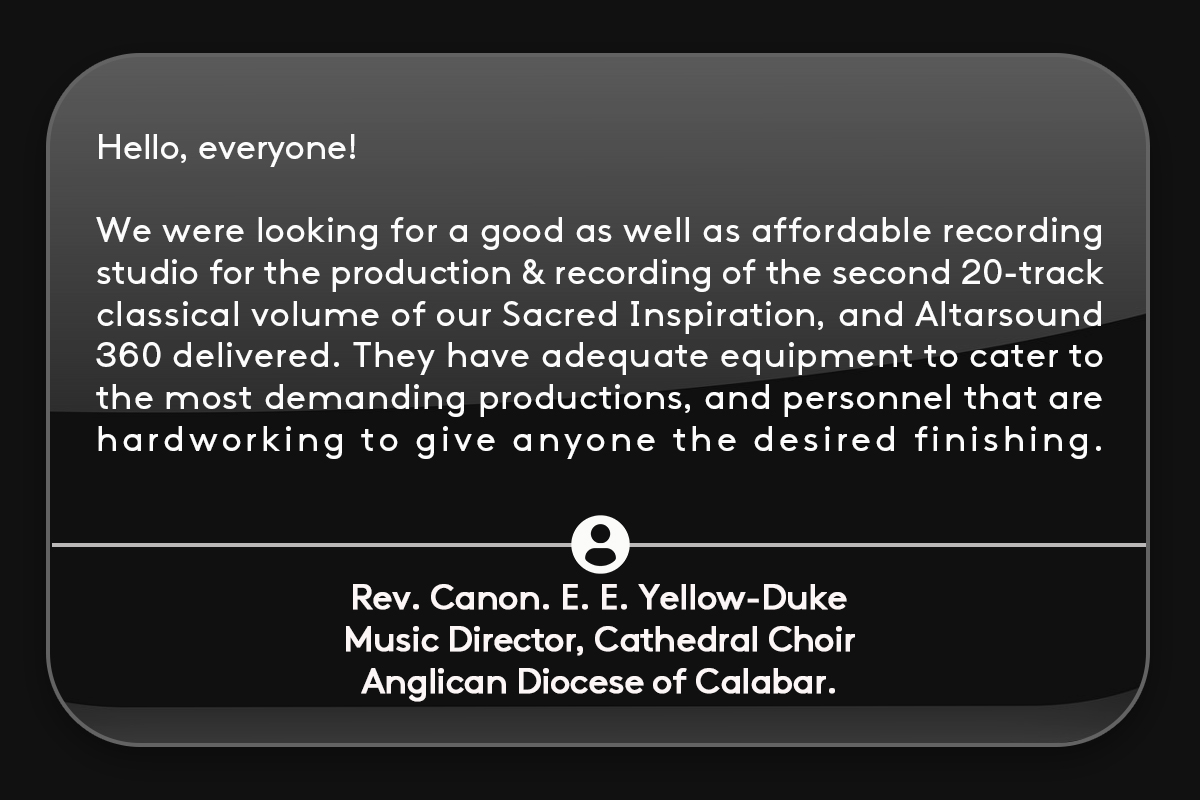 Hello, everyone!
We were looking for a good as well as affordable recording
studio for the production & recording of the second 20-track
classical volume of our Sacred Inspiration, and Altarsound
360 delivered. They have adequate equipment to cater to
the most demanding productions, and personnel that are
hardworking to give anyone the desired finishing.
Rev. Canon. E. E. Yellow-Duke
Music Director, Cathedral Choir
Anglican Diocese of Calabar.